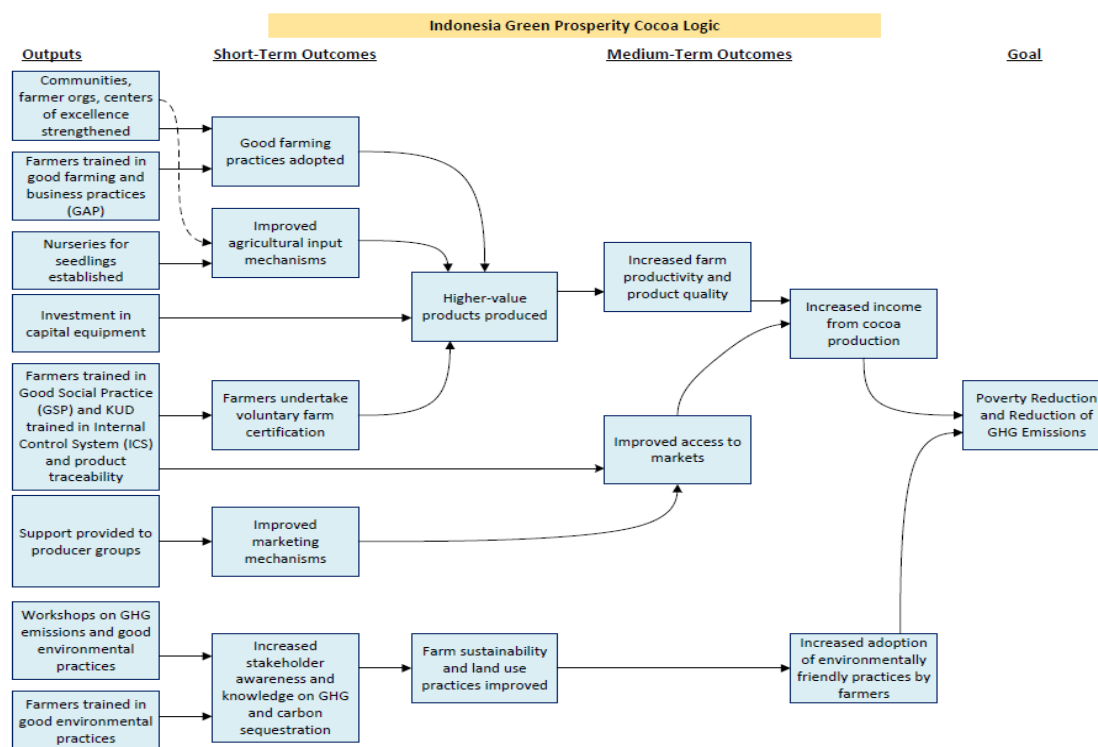 Indonesia Green Prosperity Cocoa Logic
Outputs
Short-Term Outcomes
Medium-Term Outcomes
Goal
Communities,
farmer orgs, centers
of excellence
strengthened
Farmers trained in
good farming and
business practices
(GAP)
Nurseries for
seedlings
established
Investment in
capital equipment
Farmers trained in
Good Social Practice
(GSP) and KUD
trained in Internal
Control System (ICS)
and product
traceability
Support provided to
producer groups
Workshops on GHG
emissions and good
environmental
practices
Farmers trained in
good environmental
practices
Good farming
practices adopted
Improved
agricultural input
mechanisms
Farmers undertake
voluntary farm
certification
Improved
marketing
mechanisms
Increased
stakeholder
awareness and
knowledge on GHG
and carbon
sequestration
Higher-value
products produced
Farm sustainability
and land use
practices improved
Increased farm
productivity and
product quality
Improved access to
markets
Increased income
from cocoa
production
Increased adoption
of environmentally
friendly practices by
farmers
Poverty Reduction
and Reduction of
GHG Emissions